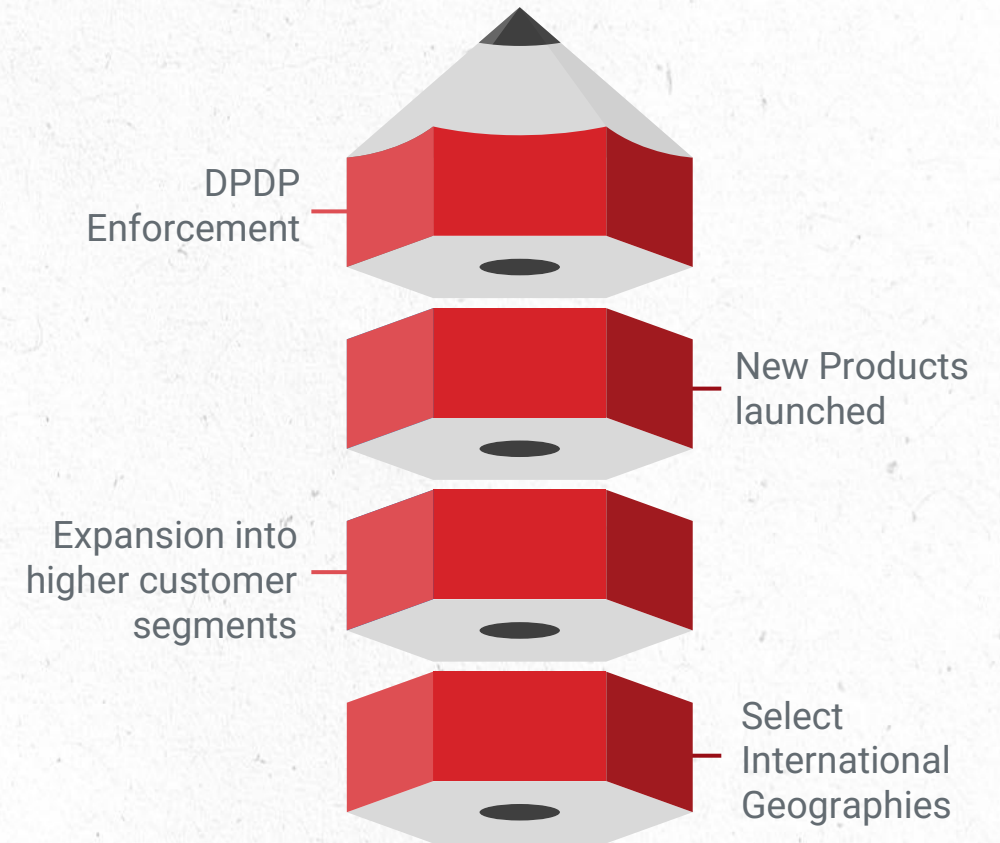 DPDP
Enforcement
New Products
launched
Expansion into
higher customer
segments
Select
International
Geographies